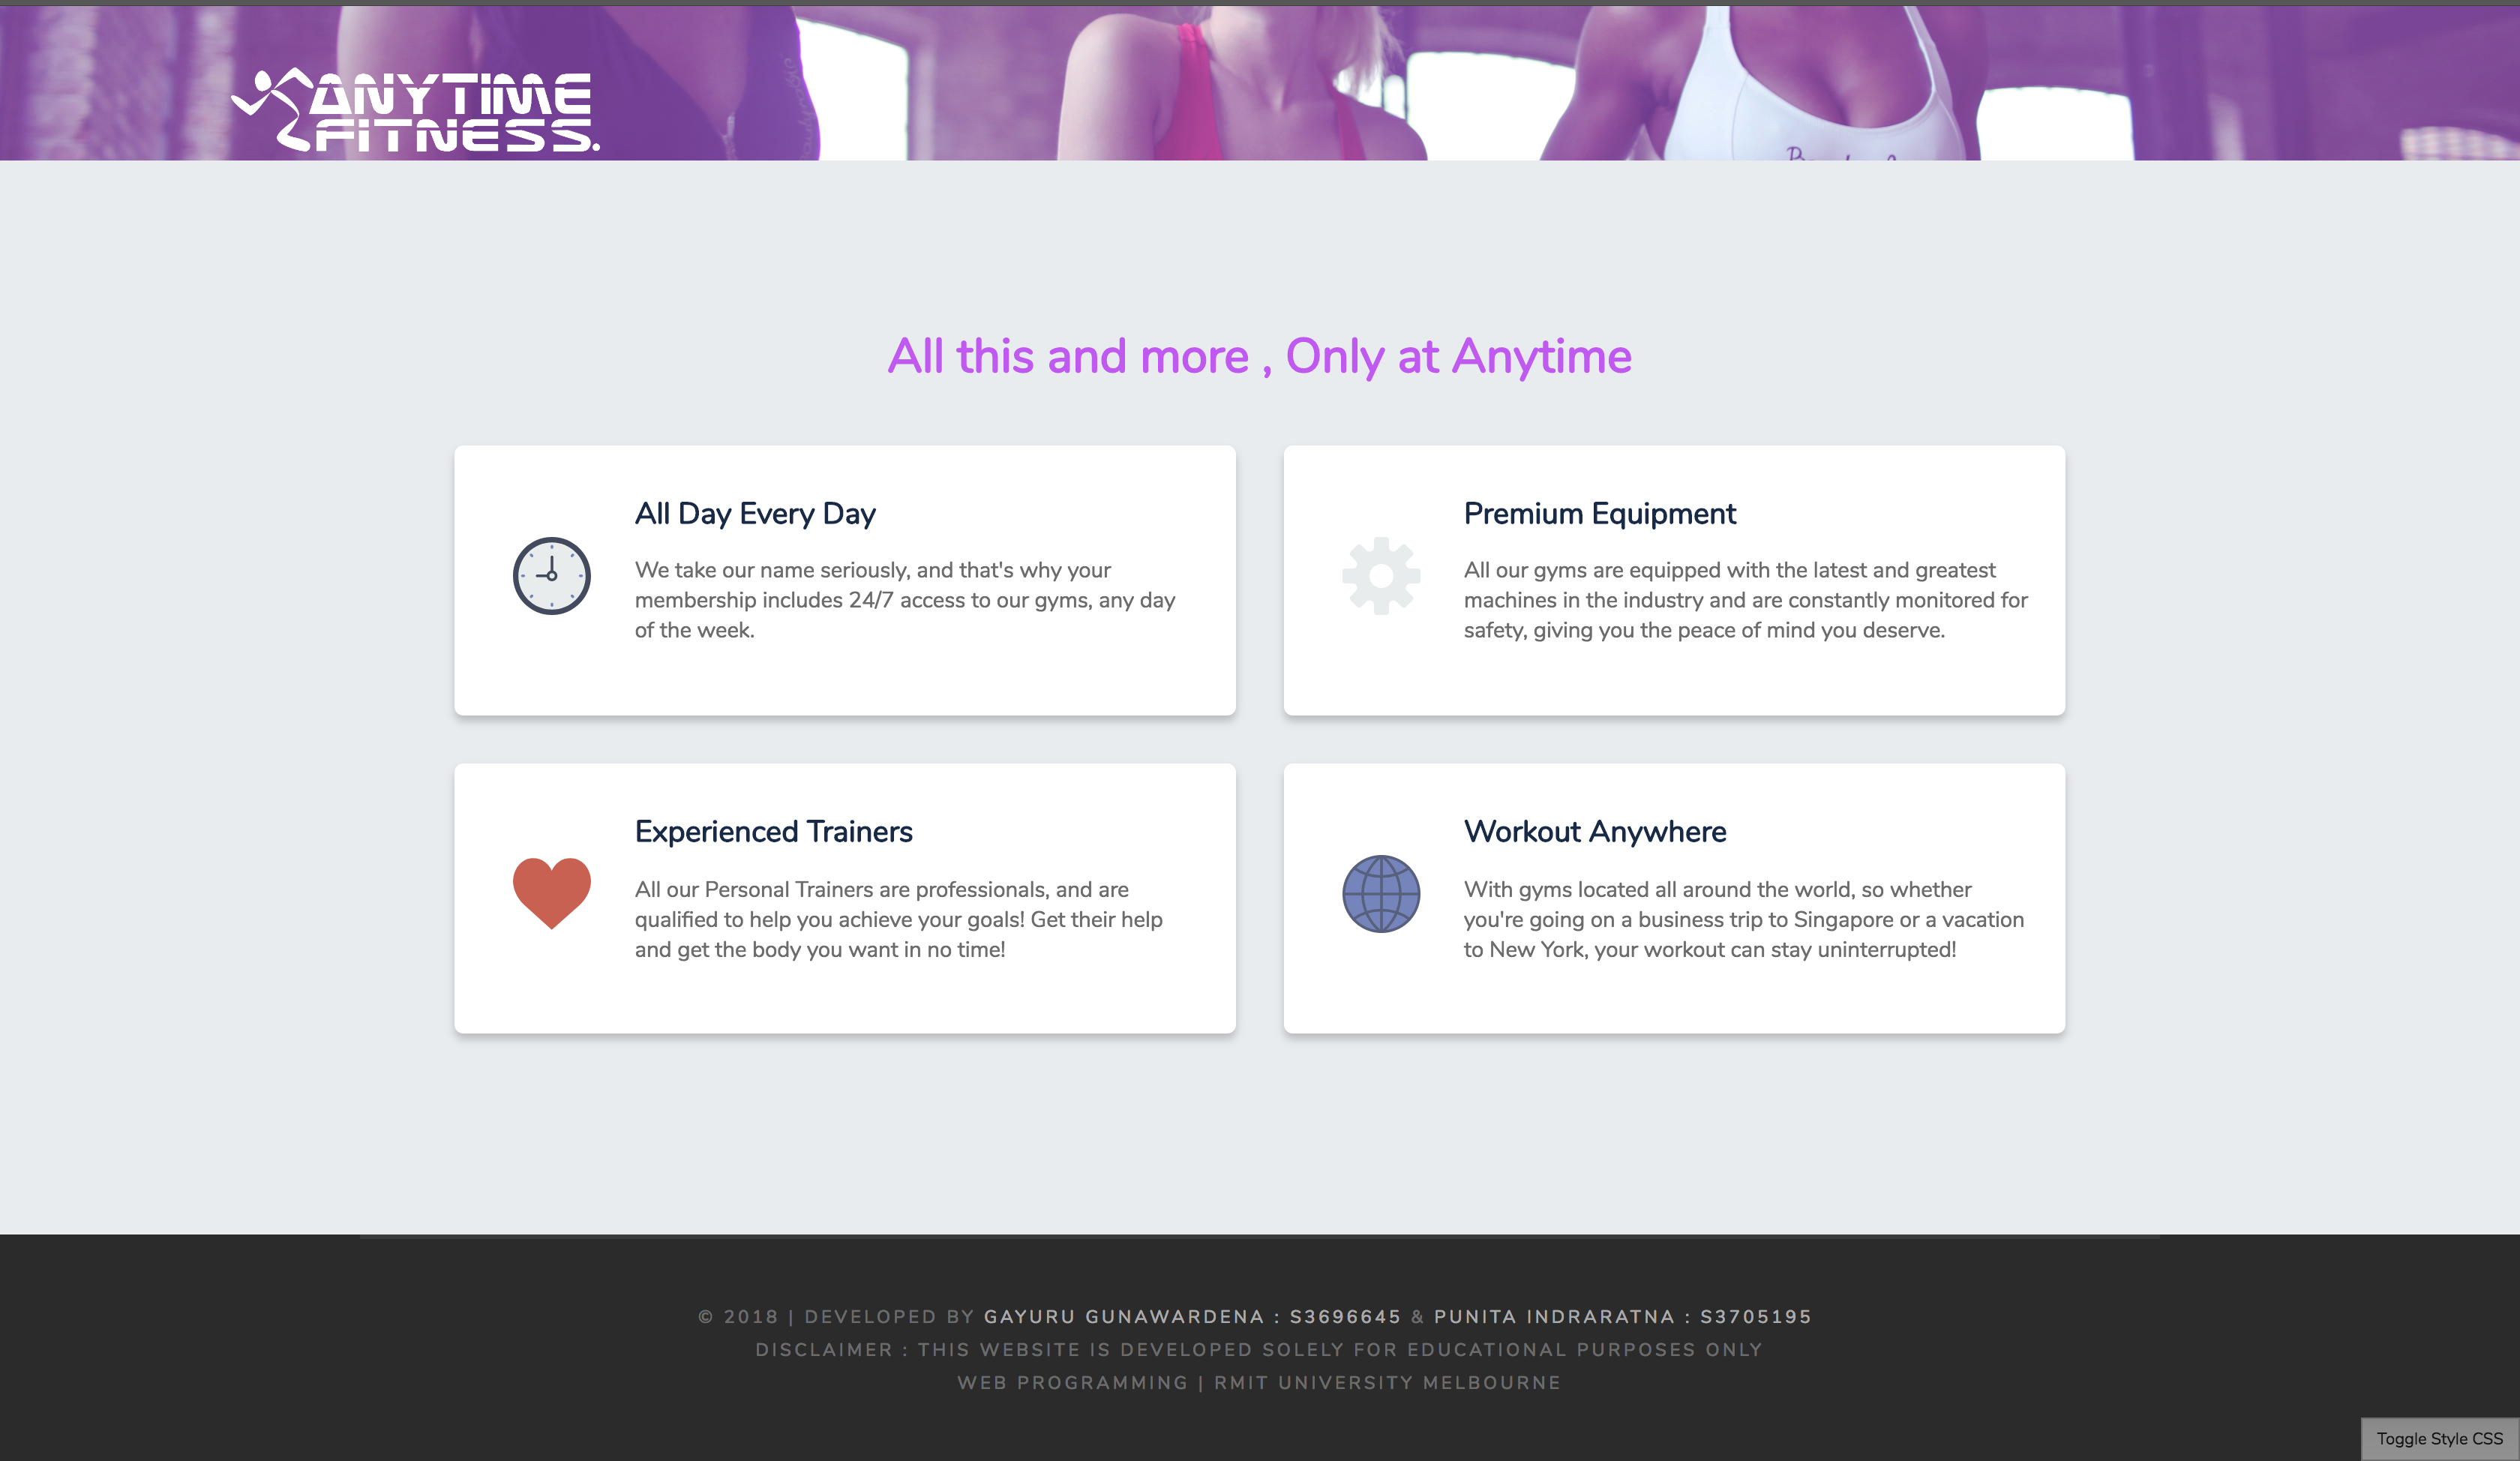 ANYTIME
FITNESS.
All this and more , Only at Anytime
All Day Every Day
We take our name seriously, and that's why your
membership includes 24/7 access to our gyms, any day
of the week.
Premium Equipment
All our gyms are equipped with the latest and greatest
machines in the industry and are constantly monitored for
safety, giving you the peace of mind you deserve.
Experienced Trainers
All our Personal Trainers are professionals, and are
qualified to help you achieve your goals! Get their help
and get the body you want in no time!
Workout Anywhere
With gyms located all around the world, so whether
you're going on a business trip to Singapore or a vacation
to New York, your workout can stay uninterrupted!
© 2018 | DEVELOPED BY GAYURU GUNAWARDENA : S3696645 & PUNITA INDRARATNA : S3705195
DISCLAIMER : THIS WEBSITE IS DEVELOPED SOLELY FOR EDUCATIONAL PURPOSES ONLY
WEB PROGRAMMING | RMIT UNIVERSITY MELBOURNE
Toggle Style CSS